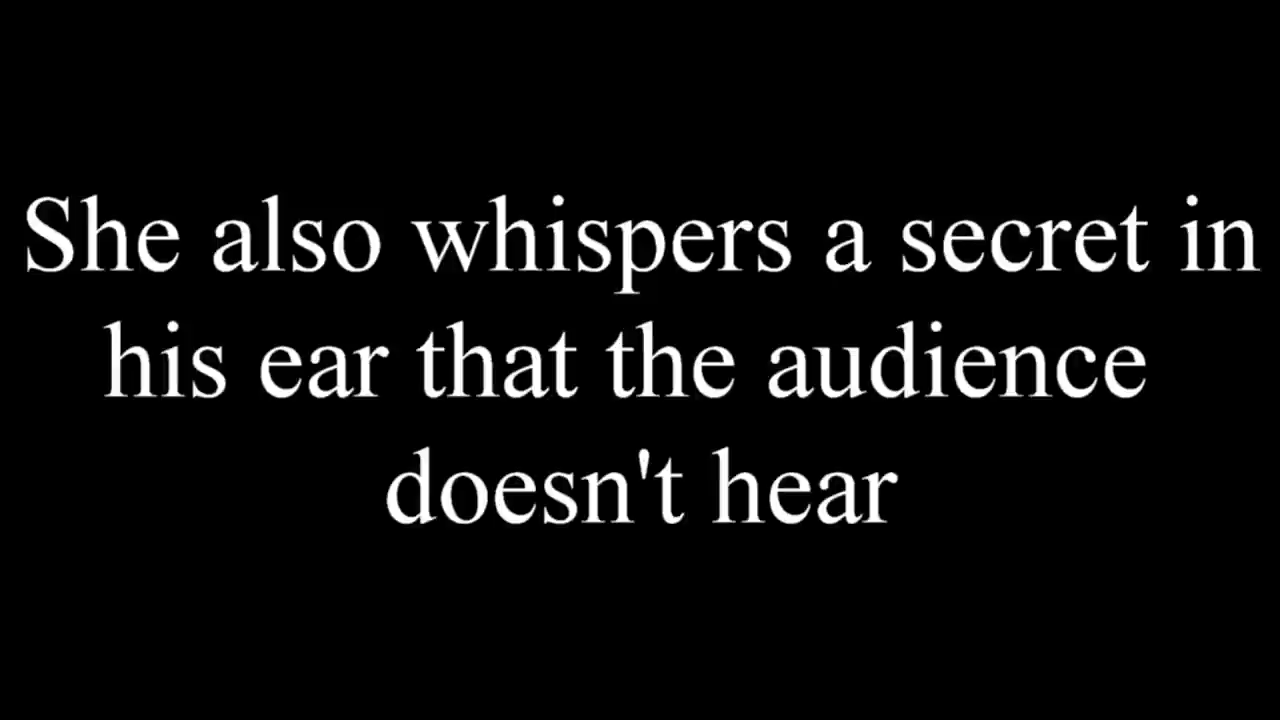 She also whispers a secret in
his ear that the audience
doesn't hear